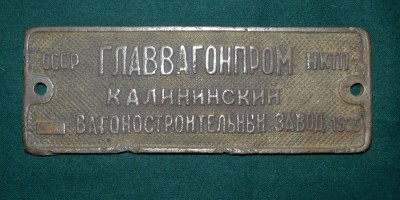 СССР ГЛАВВАГОНПРОМ НКТП
КАЛИНИНСКИЙ
ВАГОНОСТРОИТЕЛЬНЫЙ ЗАВОД